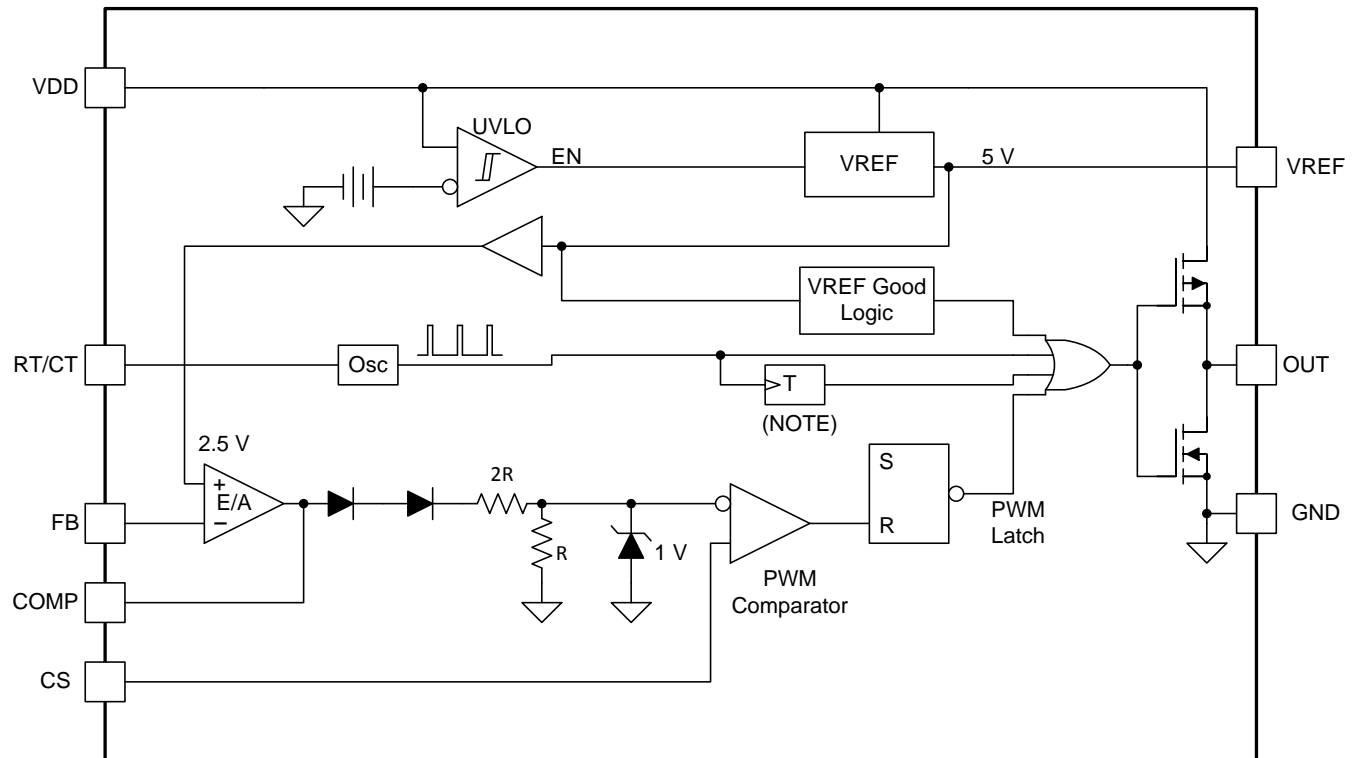 VDD
UVLO
EN
VREF
5 V
VREF
VREF Good
Logic
RT/CT
Osc
T
(NOTE)
OUT
2.5 V
+
E/A
−
FB
2R
R
1 V
S
R
PWM
Latch
GND
COMP
PWM
Comparator
CS